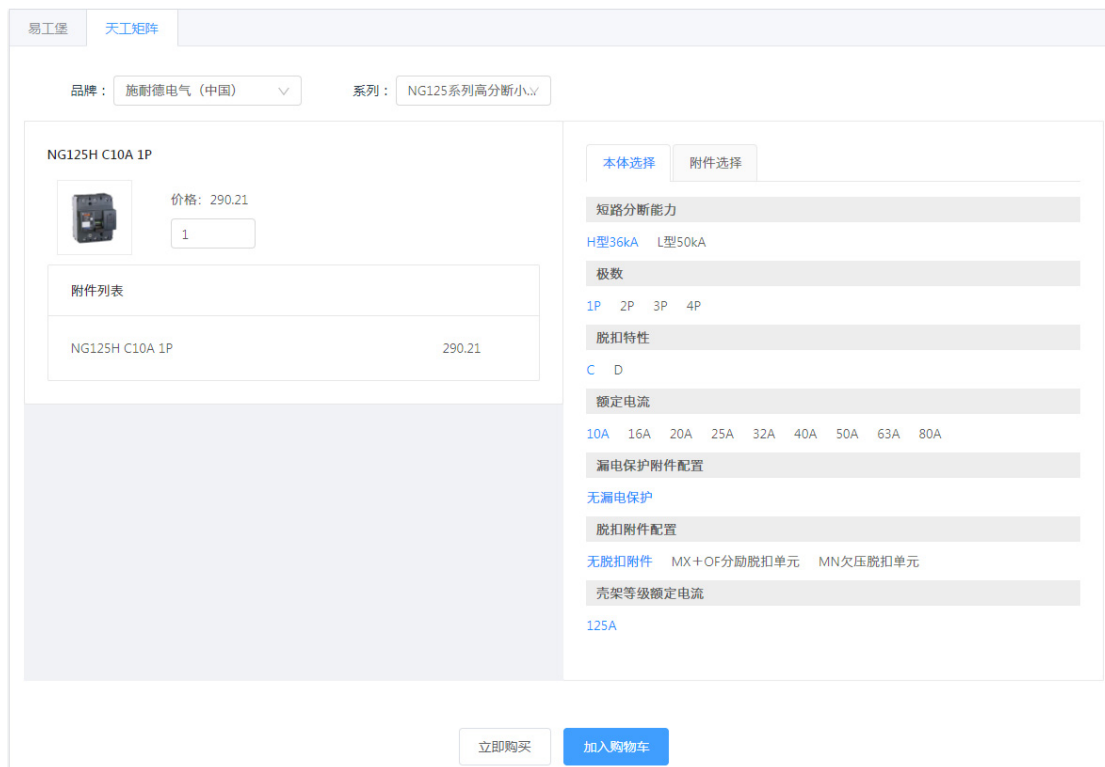 易工堡 天工矩阵
品牌： 施耐德电气（中国） 系列： NG125系列高分断小...
NG125H C10A 1P
价格: 290.21
1
附件列表
NG125H C10A 1P 290.21
本体选择 附件选择
短路分断能力
H型36kA L型50kA
极数
1P 2P 3P 4P
脱扣特性
C D
额定电流
10A 16A 20A 25A 32A 40A 50A 63A 80A
漏电保护附件配置
无漏电保护
脱扣附件配置
无脱扣附件 MX+OF分励脱扣单元 MN欠压脱扣单元
壳架等级额定电流
125A
立即购买 加入购物车